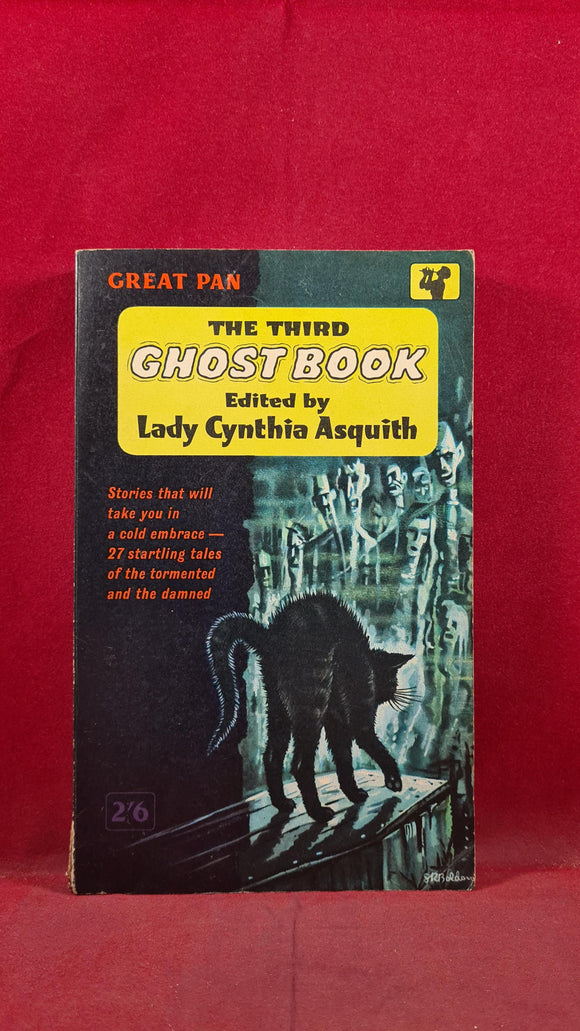 GREAT PAN
THE THIRD
GHOST BOOK
Edited by
Lady Cynthia Asquith
Stories that will
take you in
a cold embrace —
27 startling tales
of the tormented
and the damned
2'6